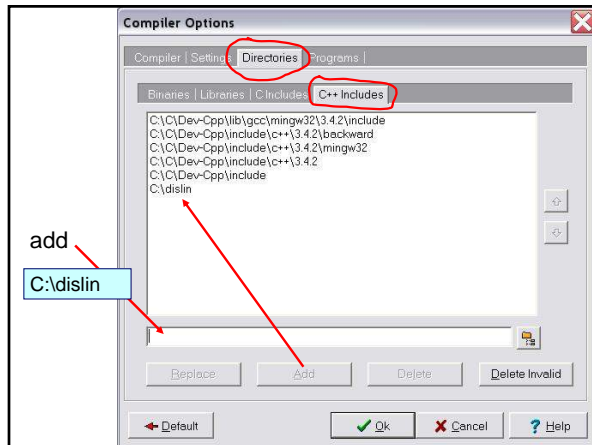 Compiler Options
Compiler | Settings | Directories | Programs |
Binaries | Libraries | C Includes | C++ Includes
C:\C\Dev-Cpp\lib\gcc\mingw32\3.4.2\include
C:\C\Dev-Cpp\include\c++\3.4.2\backward
C:\C\Dev-Cpp\include\c++\3.4.2\mingw32
C:\C\Dev-Cpp\include\c++\3.4.2
C:\C\Dev-Cpp\include
C:\dislin
add
C:\dislin
Replace Add Delete Delete Invalid
Default Ok Cancel Help